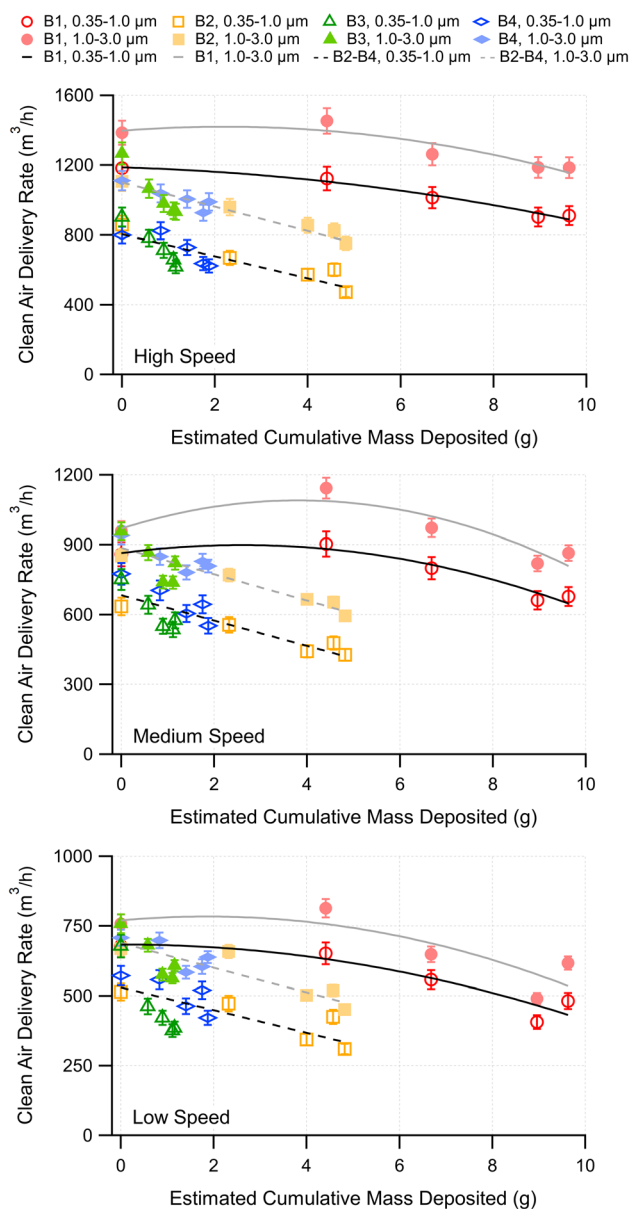 B1, 0.35-1.0 µm B2, 0.35-1.0 µm B3, 0.35-1.0 µm B4, 0.35-1.0 µm
B1, 1.0-3.0 µm B2, 1.0-3.0 µm B3, 1.0-3.0 µm B4, 1.0-3.0 µm
B1, 0.35-1.0 µm B1, 1.0-3.0 µm B2-B4, 0.35-1.0 µm B2-B4, 1.0-3.0 µm
Clean Air Delivery Rate (m³/h)
1600
1200
800
400
0
High Speed
0 2 4 6 8 10
Estimated Cumulative Mass Deposited (g)
Clean Air Delivery Rate (m³/h)
1200
900
600
300
0
Medium Speed
0 2 4 6 8 10
Estimated Cumulative Mass Deposited (g)
Clean Air Delivery Rate (m³/h)
1000
750
500
250
0
Low Speed
0 2 4 6 8 10
Estimated Cumulative Mass Deposited (g)